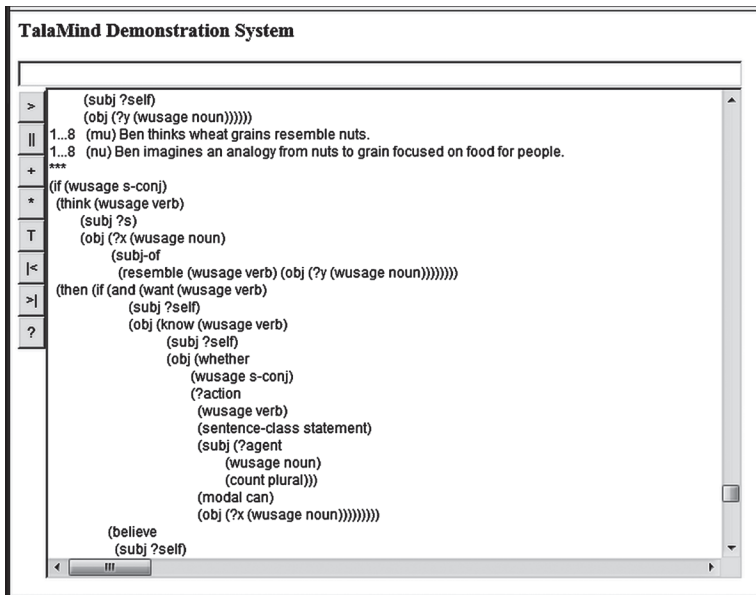 TalaMind Demonstration System
(subj ?self)
(obj (?y (wusage noun))))))
1...8 (mu) Ben thinks wheat grains resemble nuts.
1...8 (nu) Ben imagines an analogy from nuts to grain focused on food for people.
***
(if (wusage s-conj)
(think (wusage verb)
(subj ?s)
(obj (?x (wusage noun)
(subj-of
(resemble (wusage verb) (obj (?y (wusage noun))))))))
(then (if (and (want (wusage verb)
(subj ?self)
(obj (know (wusage verb)
(subj ?self)
(obj (whether
(wusage s-conj)
(?action
(wusage verb)
(sentence-class statement)
(subj (?agent
(wusage noun)
(count plural)))
(modal can)
(obj (?x (wusage noun)))))))))
(believe
(subj ?self)
>
||
+
*
T
|<
>|
?